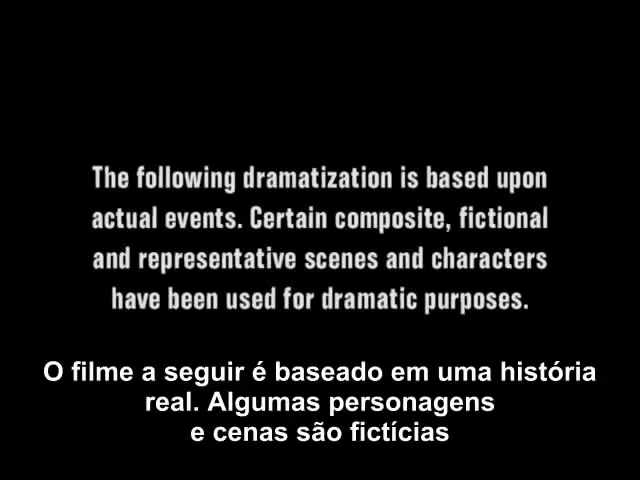 The following dramatization is based upon
actual events. Certain composite, fictional
and representative scenes and characters
have been used for dramatic purposes.
O filme a seguir é baseado em uma história
real. Algumas personagens
e cenas são fictícias